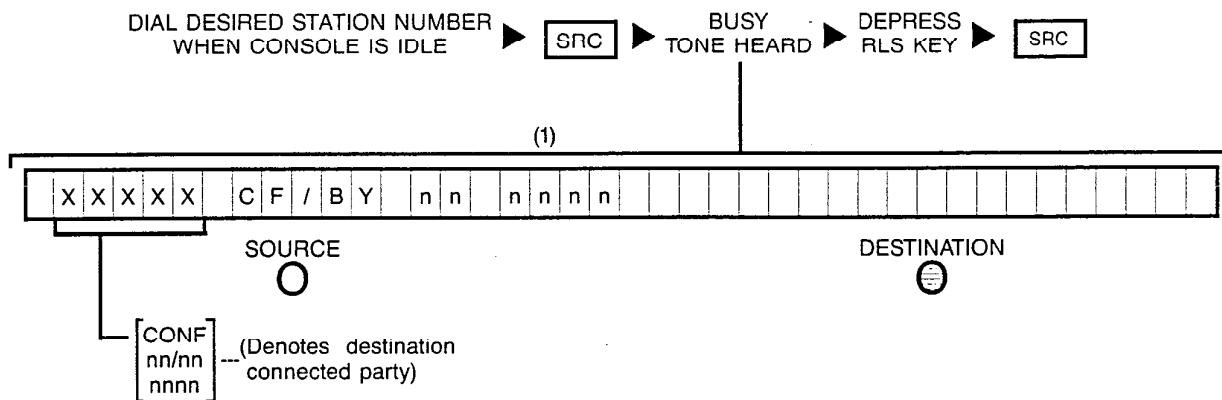 DIAL DESIRED STATION NUMBER
WHEN CONSOLE IS IDLE
SRC
BUSY
TONE HEARD
DEPRESS
RLS KEY
SRC
(1)
X X X X X C F / B Y n n n n n n
SOURCE
DESTINATION
CONF
nn/nn
nnnn
---(Denotes destination
connected party)